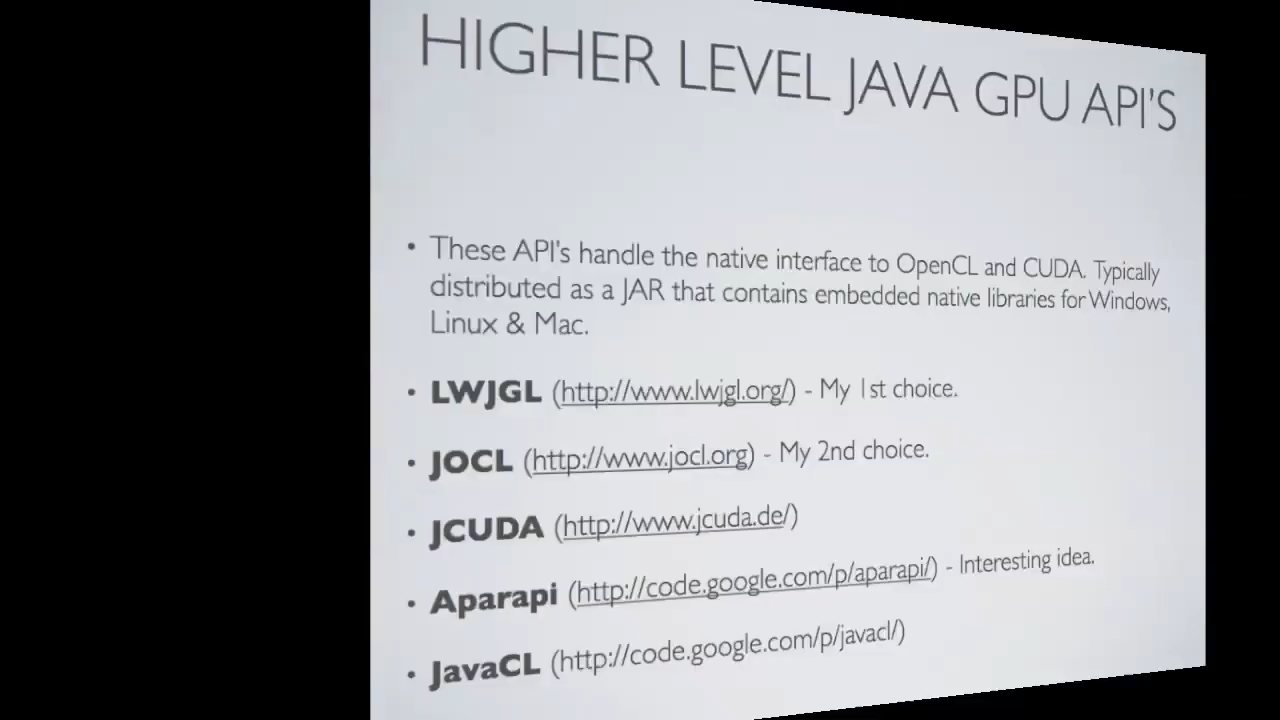 HIGHER LEVEL JAVA GPU API'S
• These API's handle the native interface to OpenCL and CUDA. Typically
distributed as a JAR that contains embedded native libraries for Windows,
Linux & Mac.
• LWJGL (http://www.lwjgl.org/) - My 1st choice.
• JOCL (http://www.jocl.org) - My 2nd choice.
• JCUDA (http://www.jcuda.de/)
• Aparapi (http://code.google.com/p/aparapi/) - Interesting idea.
• JavaCL (http://code.google.com/p/javacl/)